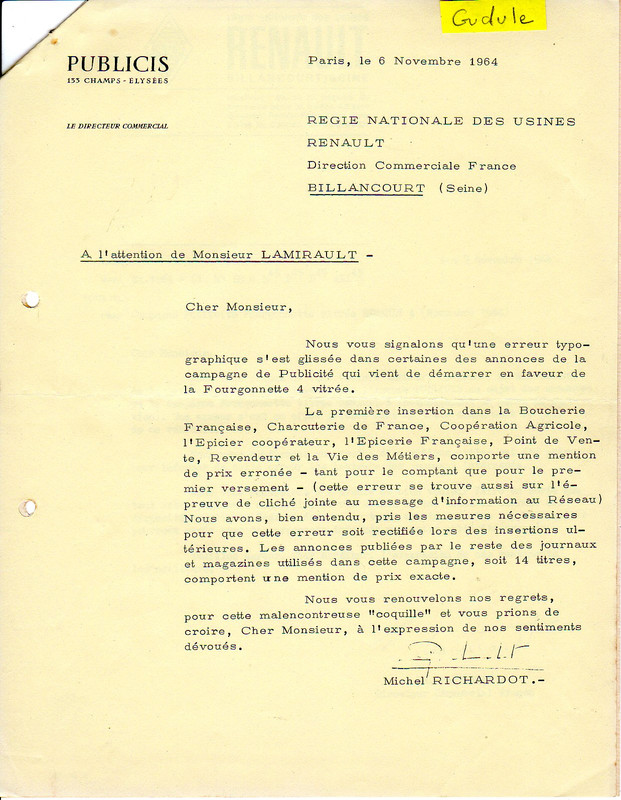 Gudule
PUBLICIS
133 CHAMPS - ELYSÉES
LE DIRECTEUR COMMERCIAL
Paris, le 6 Novembre 1964
REGIE NATIONALE DES USINES
RENAULT
Direction Commerciale France
BILLANCOURT (Seine)
A l'attention de Monsieur LAMIRAULT -
Cher Monsieur,
Nous vous signalons qu'une erreur typo-
graphique s'est glissée dans certaines des annonces de la
campagne de Publicité qui vient de démarrer en faveur de
la Fourgonnette 4 vitrée.
La première insertion dans la Boucherie
Française, Charcuterie de France, Coopération Agricole,
l'Epicier coopérateur, l'Epicerie Française, Point de Ven-
te, Revendeur et la Vie des Métiers, comporte une mention
de prix erronée - tant pour le comptant que pour le pre-
mier versement - (cette erreur se trouve aussi sur l'é-
preuve de cliché jointe au message d'information au Réseau)
Nous avons, bien entendu, pris les mesures nécessaires
pour que cette erreur soit rectifiée lors des insertions ul-
térieures. Les annonces publiées par le reste des journaux
et magazines utilisés dans cette campagne, soit 14 titres,
comportent une mention de prix exacte.
Nous vous renouvelons nos regrets,
pour cette malencontreuse "coquille" et vous prions de
croire, Cher Monsieur, à l'expression de nos sentiments
dévoués.
Michel RICHARDOT.-